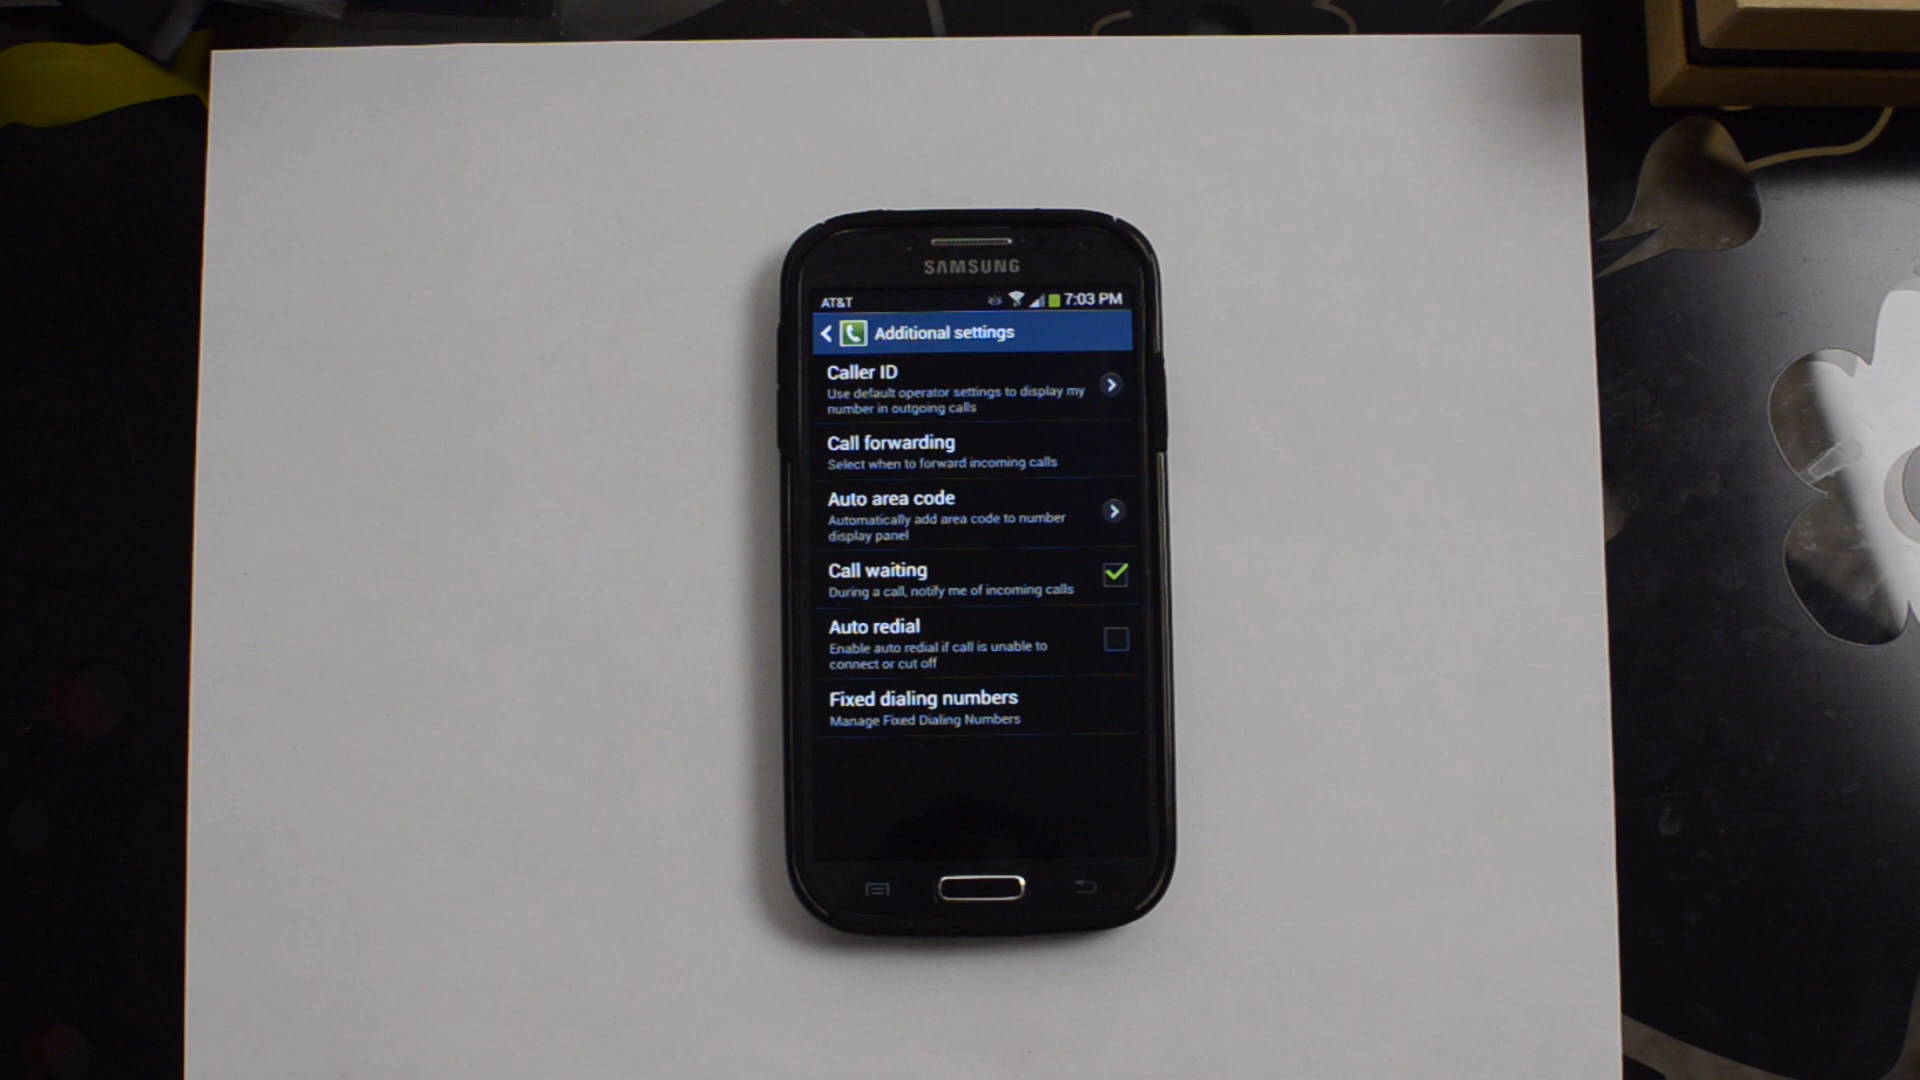 SAMSUNG
AT&T 7:03 PM
Additional settings
Caller ID
Use default operator settings to display my
number in outgoing calls
Call forwarding
Select when to forward incoming calls
Auto area code
Automatically add area code to number
display panel
Call waiting
During a call, notify me of incoming calls
Auto redial
Enable auto redial if call is unable to
connect or cut off
Fixed dialing numbers
Manage Fixed Dialing Numbers